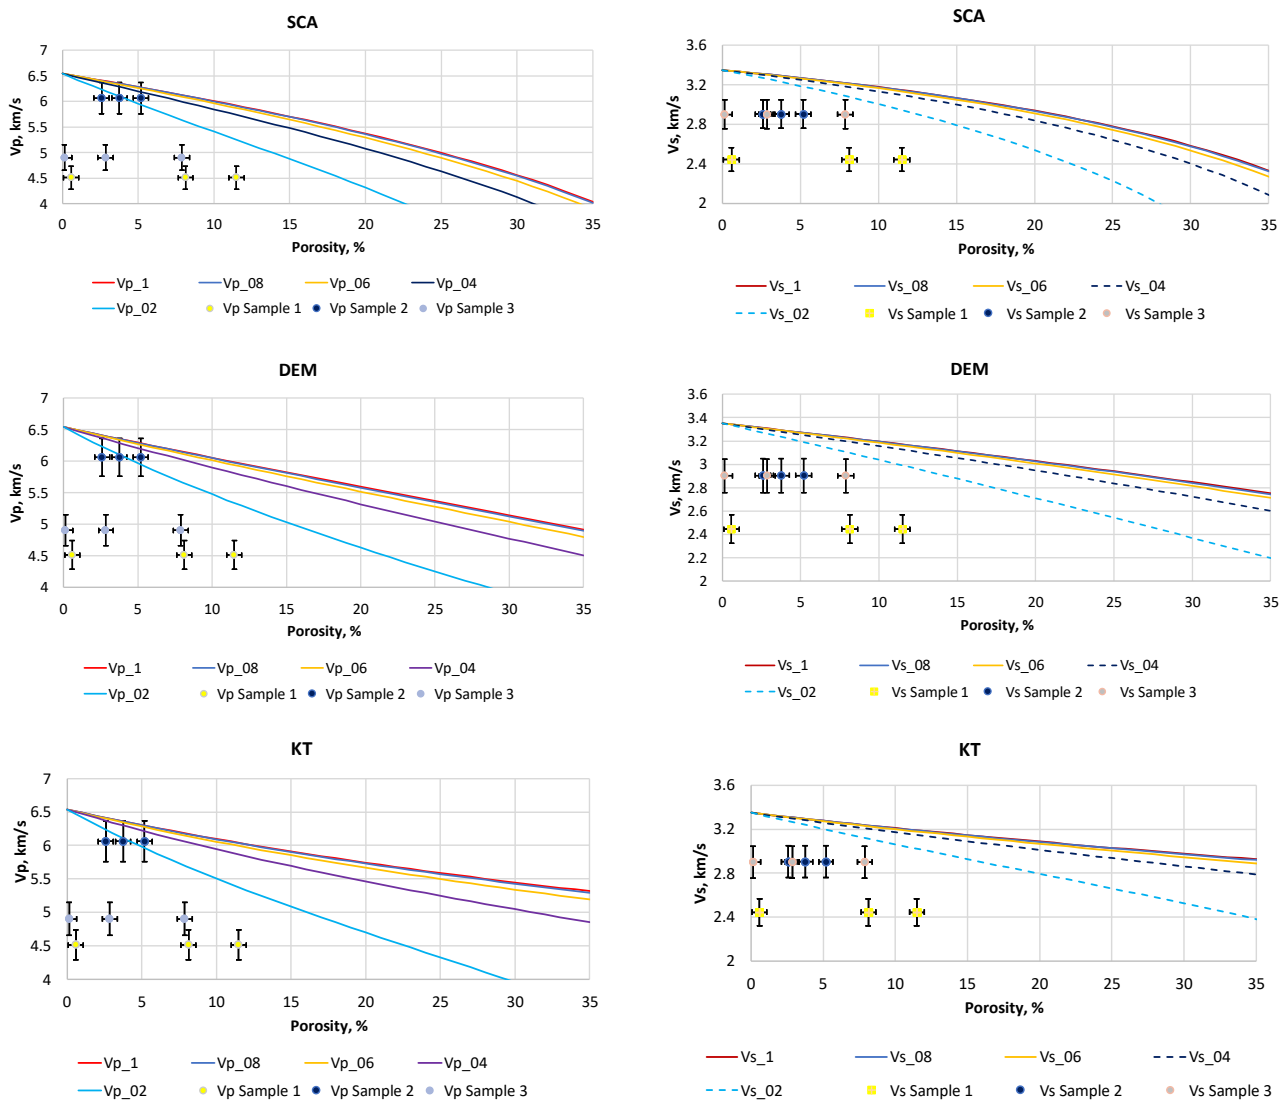 SCA
Vp, km/s
7
6.5
6
5.5
5
4.5
4
0 5 10 15 20 25 30 35
Porosity, %
Vp_1 Vp_08 Vp_06 Vp_04
Vp_02 Vp Sample 1 Vp Sample 2 Vp Sample 3
SCA
Vs, km/s
3.6
3.2
2.8
2.4
2
0 5 10 15 20 25 30 35
Porosity, %
Vs_1 Vs_08 Vs_06 Vs_04
Vs_02 Vs Sample 1 Vs Sample 2 Vs Sample 3
DEM
Vp, km/s
7
6.5
6
5.5
5
4.5
4
0 5 10 15 20 25 30 35
Porosity, %
Vp_1 Vp_08 Vp_06 Vp_04
Vp_02 Vp Sample 1 Vp Sample 2 Vp Sample 3
DEM
Vs, km/s
3.6
3.4
3.2
3
2.8
2.6
2.4
2.2
2
0 5 10 15 20 25 30 35
Porosity, %
Vs_1 Vs_08 Vs_06 Vs_04
Vs_02 Vs Sample 1 Vs Sample 2 Vs Sample 3
KT
Vp, km/s
7
6.5
6
5.5
5
4.5
4
0 5 10 15 20 25 30 35
Porosity, %
Vp_1 Vp_08 Vp_06 Vp_04
Vp_02 Vp Sample 1 Vp Sample 2 Vp Sample 3
KT
Vs, km/s
3.6
3.2
2.8
2.4
2
0 5 10 15 20 25 30 35
Porosity, %
Vs_1 Vs_08 Vs_06 Vs_04
Vs_02 Vs Sample 1 Vs Sample 2 Vs Sample 3